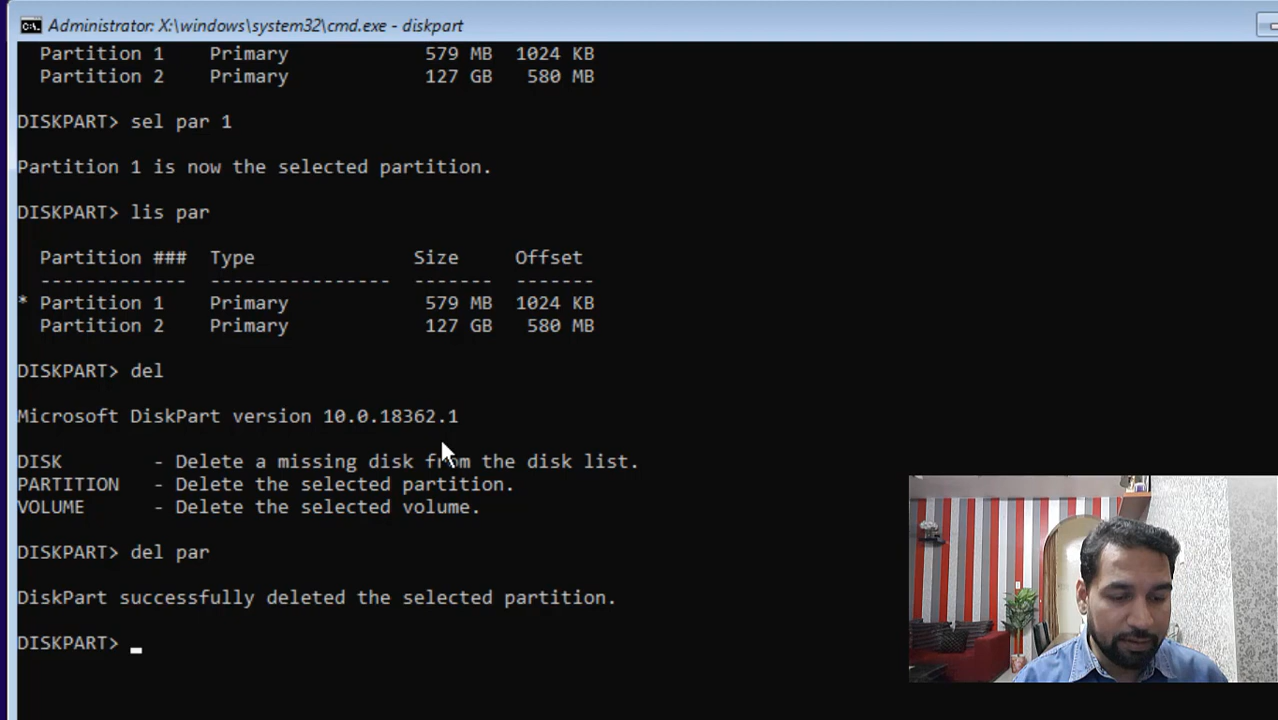 Administrator: X:\windows\system32\cmd.exe - diskpart
Partition 1    Primary    579 MB  1024 KB
Partition 2    Primary    127 GB   580 MB
DISKPART> sel par 1
Partition 1 is now the selected partition.
DISKPART> lis par
Partition ###  Type              Size     Offset
-------------  ----------------  -------  -------
* Partition 1    Primary    579 MB  1024 KB
Partition 2    Primary    127 GB   580 MB
DISKPART> del
Microsoft DiskPart version 10.0.18362.1
DISK        - Delete a missing disk from the disk list.
PARTITION   - Delete the selected partition.
VOLUME      - Delete the selected volume.
DISKPART> del par
DiskPart successfully deleted the selected partition.
DISKPART> _